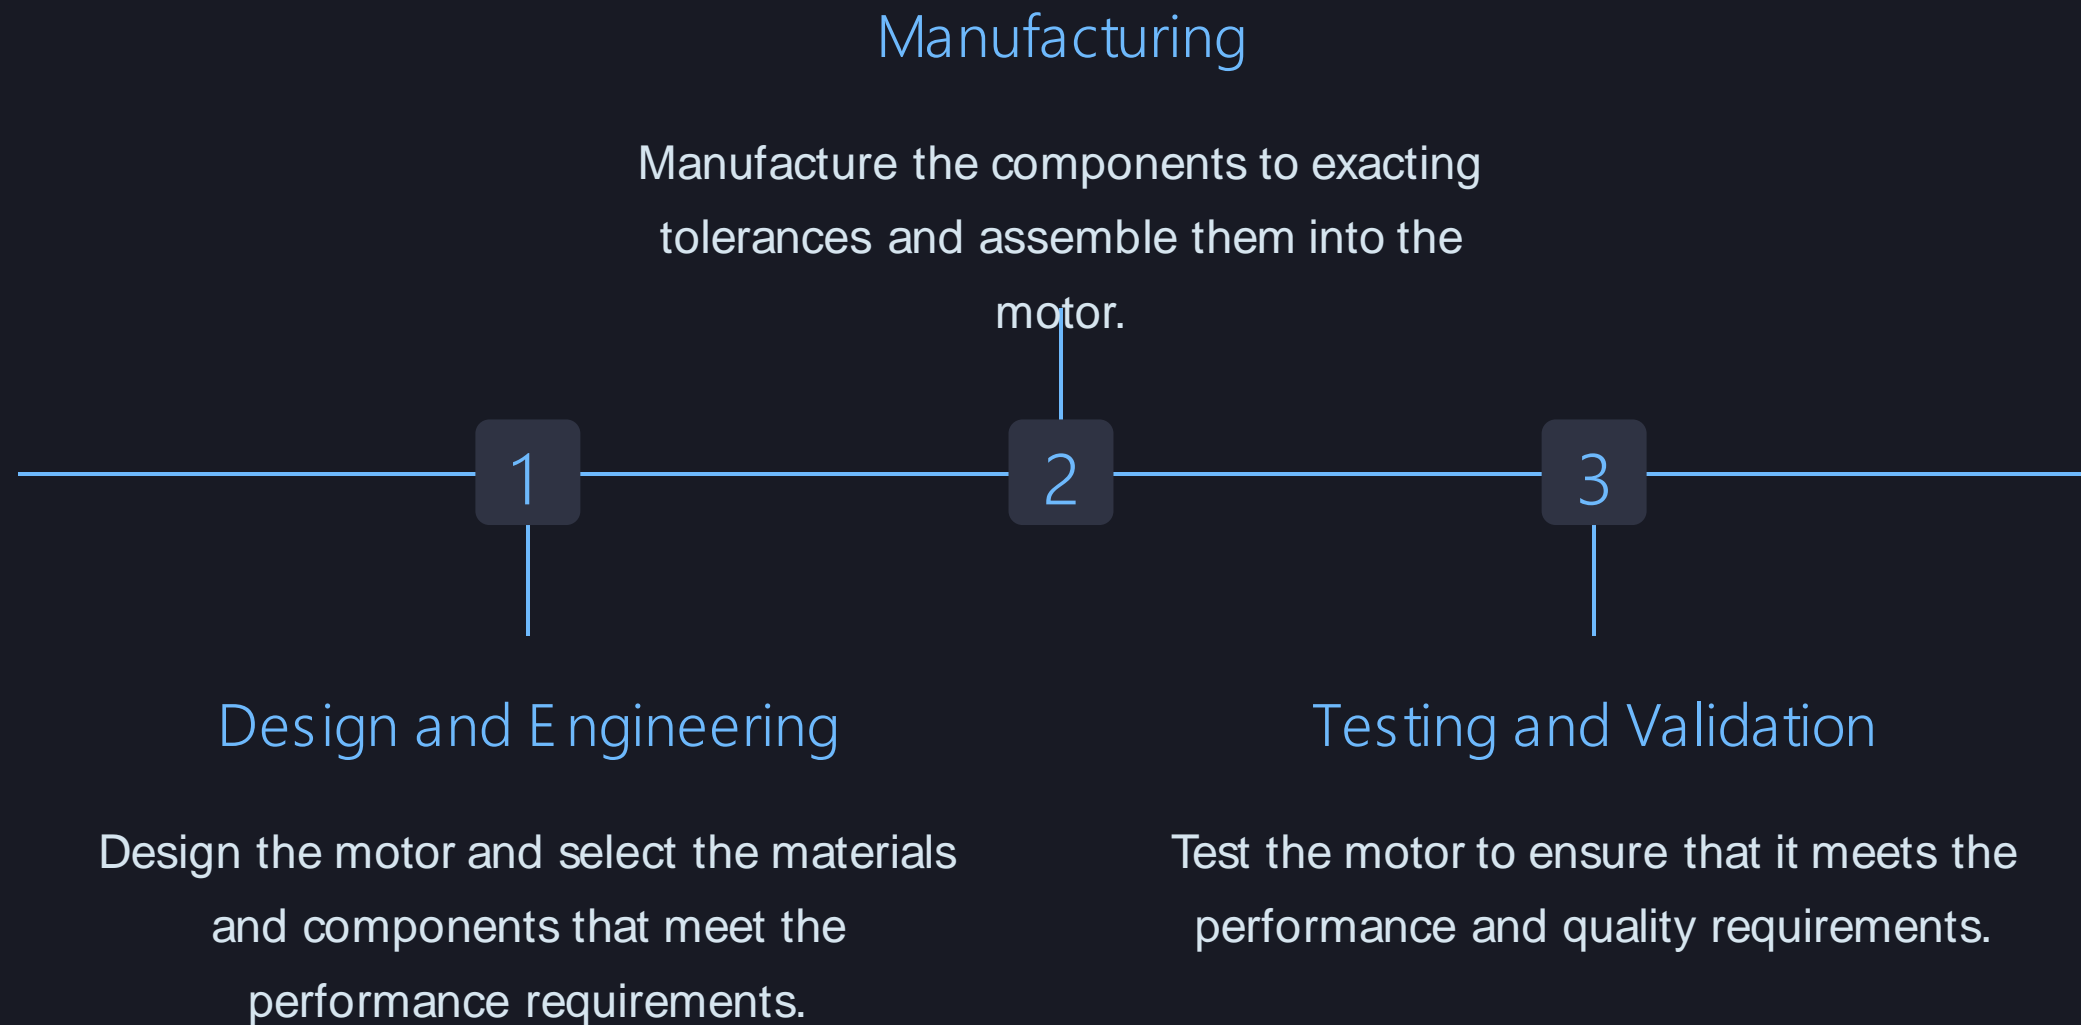 Manufacturing
Manufacture the components to exacting
tolerances and assemble them into the
motor.
1
2
3
Design and Engineering
Design the motor and select the materials
and components that meet the
performance requirements.
Testing and Validation
Test the motor to ensure that it meets the
performance and quality requirements.